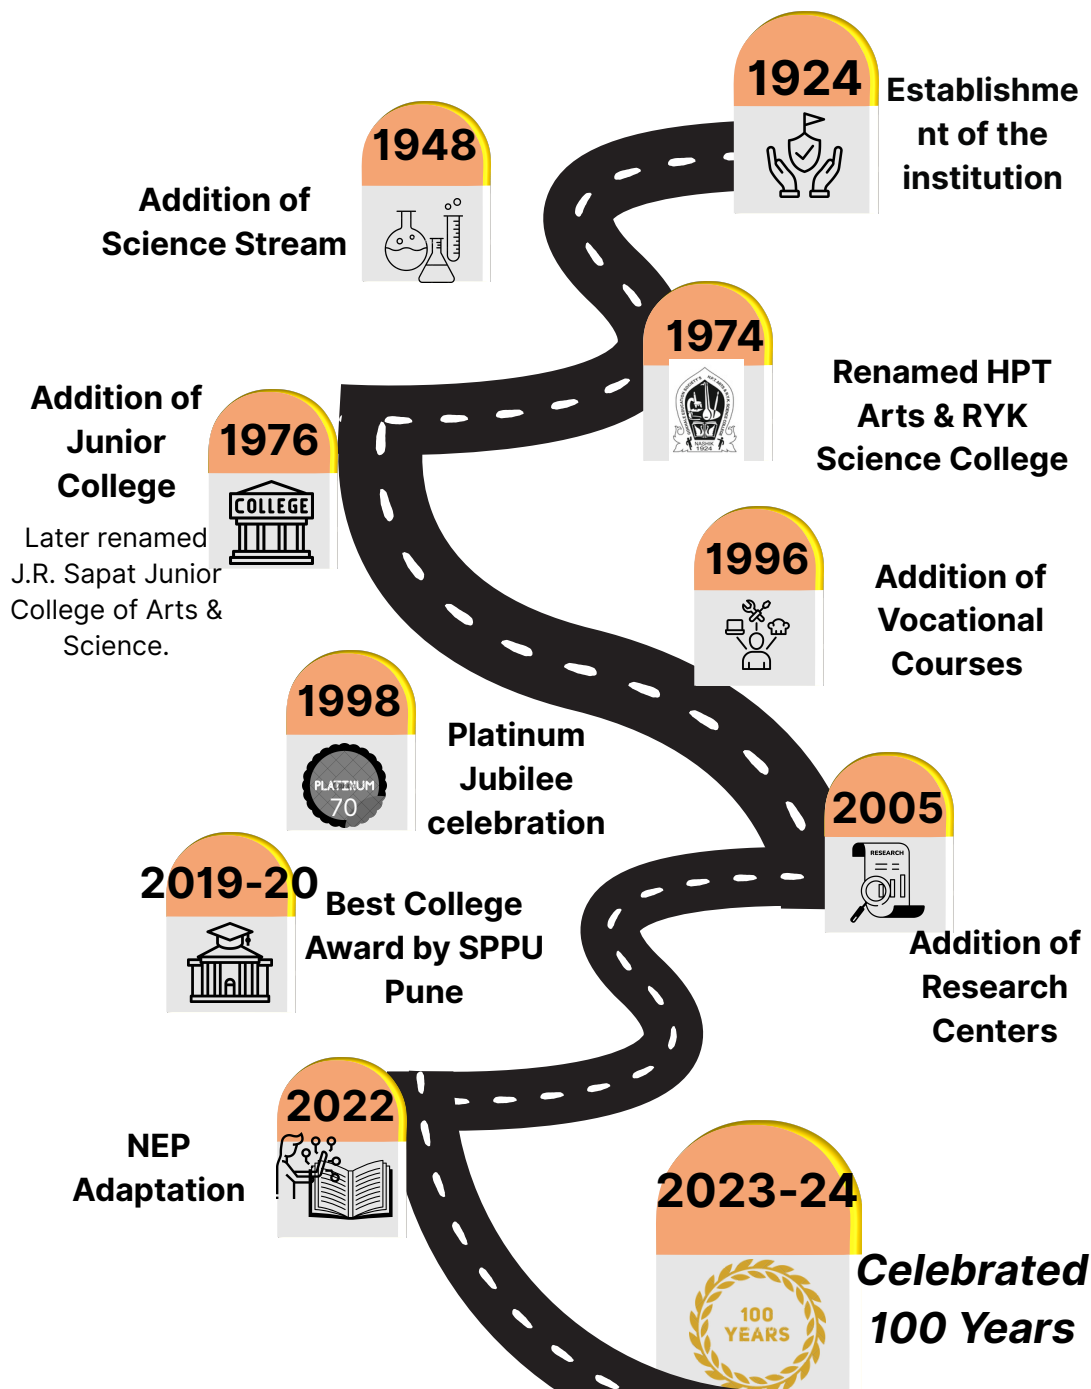 1924
Establishme
nt of the
institution
1948
Addition of
Science Stream
1974
NASHIK
1924
Renamed HPT
Arts & RYK
Science College
1976
COLLEGE
Addition of
Junior
College
Later renamed
J.R. Sapat Junior
College of Arts &
Science.
1996
Addition of
Vocational
Courses
1998
PLATINUM
70
Platinum
Jubilee
celebration
2005
RESEARCH
Addition of
Research
Centers
2019-20
Best College
Award by SPPU
Pune
2022
NEP
Adaptation
2023-24
100
YEARS
Celebrated
100 Years